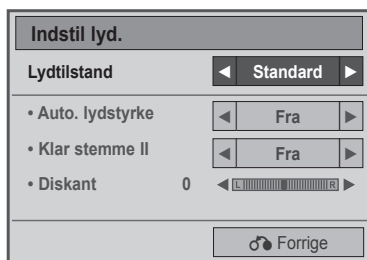 Indstil lyd.
Lydtilstand ◄ Standard ►
• Auto. lydstyrke ◄ Fra ►
• Klar stemme II ◄ Fra ►
• Diskant 0 ◄ L R ►
Forrige